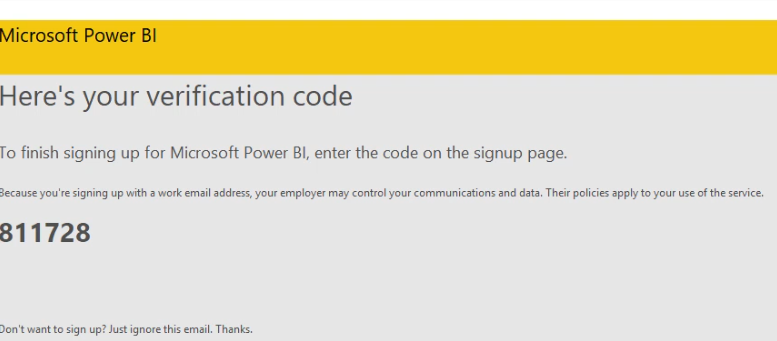 Microsoft Power BI
Here's your verification code
To finish signing up for Microsoft Power BI, enter the code on the signup page.
Because you're signing up with a work email address, your employer may control your communications and data. Their policies apply to your use of the service.
811728
Don't want to sign up? Just ignore this email. Thanks.